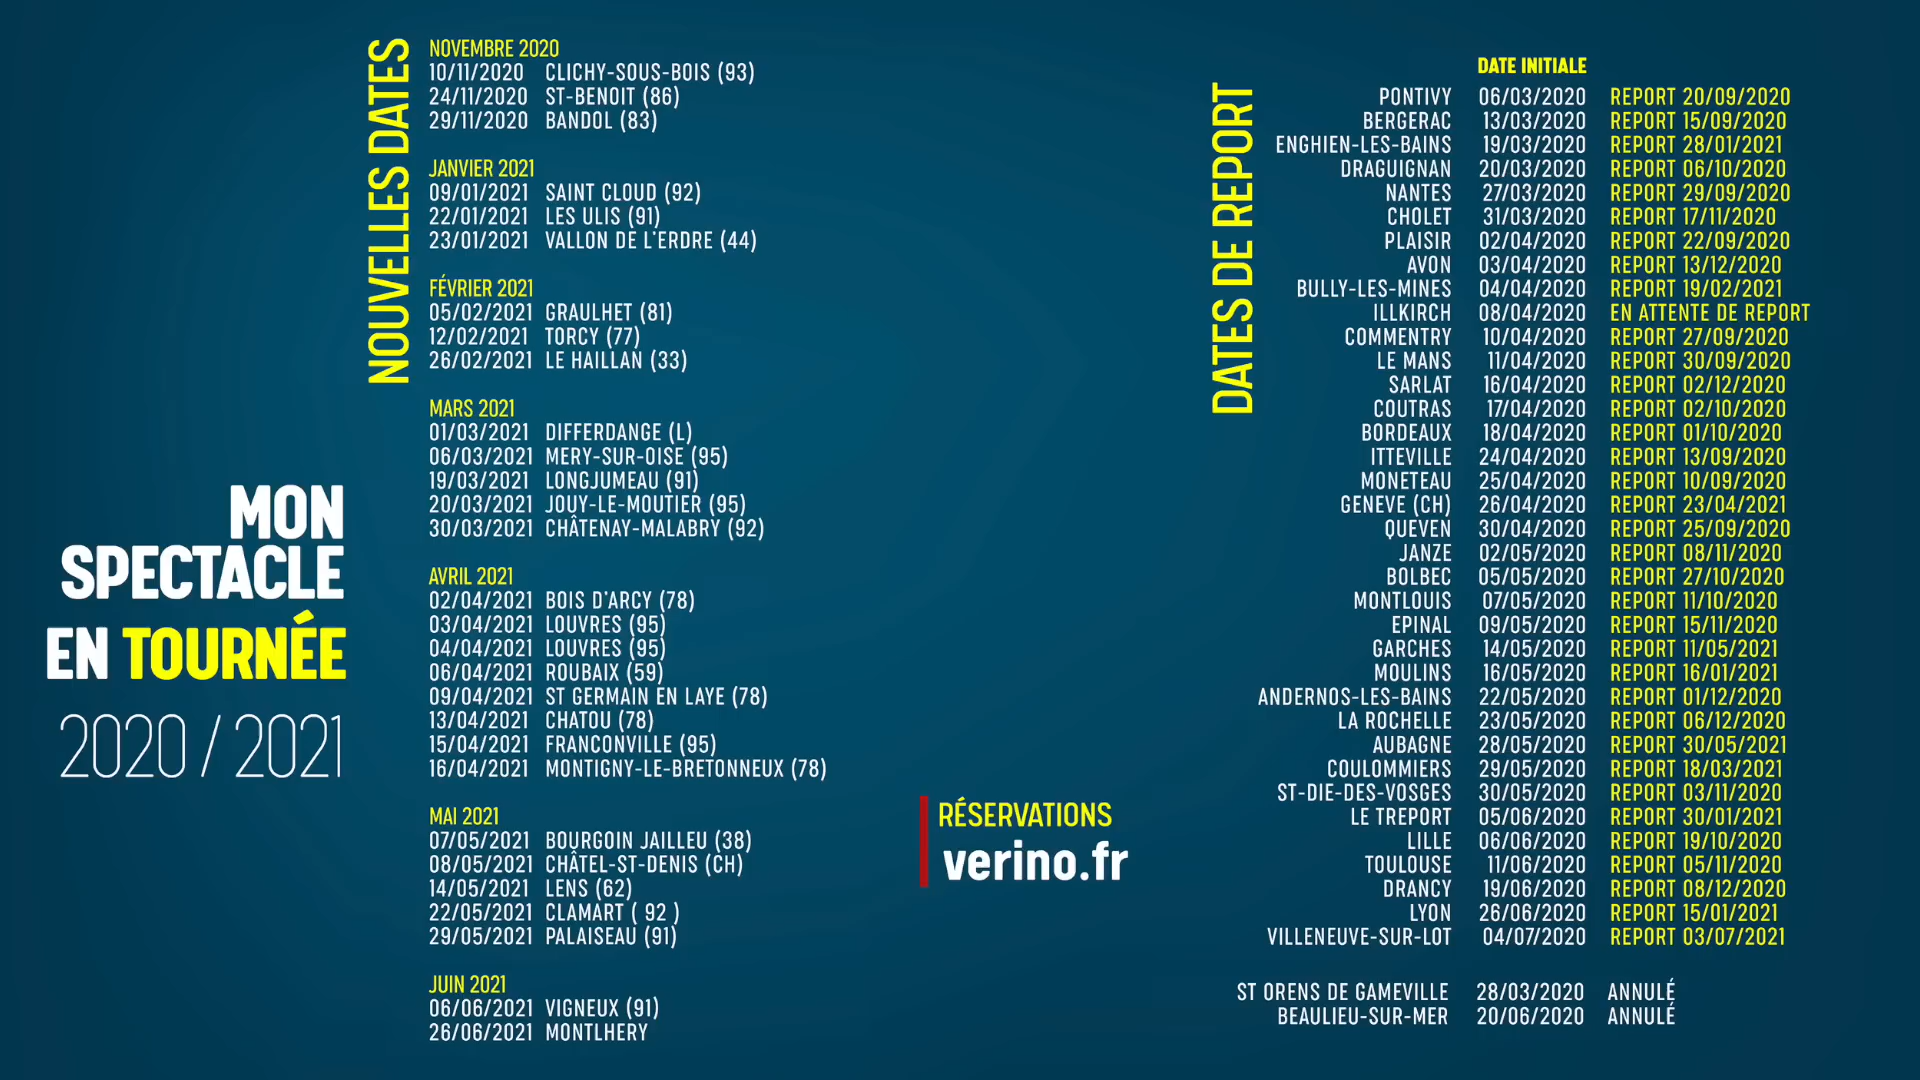 MON
SPECTACLE
EN TOURNÉE
2020 / 2021
NOUVELLES DATES
NOVEMBRE 2020
10/11/2020 CLICHY-SOUS-BOIS (93)
24/11/2020 ST-BENOIT (86)
29/11/2020 BANDOL (83)
JANVIER 2021
09/01/2021 SAINT CLOUD (92)
22/01/2021 LES ULIS (91)
23/01/2021 VALLON DE L'ERDRE (44)
FÉVRIER 2021
05/02/2021 GRAULHET (81)
12/02/2021 TORCY (77)
26/02/2021 LE HAILLAN (33)
MARS 2021
01/03/2021 DIFFERDANGE (L)
06/03/2021 MERY-SUR-OISE (95)
19/03/2021 LONGJUMEAU (91)
20/03/2021 JOUY-LE-MOUTIER (95)
30/03/2021 CHÂTENAY-MALABRY (92)
AVRIL 2021
02/04/2021 BOIS D'ARCY (78)
03/04/2021 LOUVRES (95)
04/04/2021 LOUVRES (95)
06/04/2021 ROUBAIX (59)
09/04/2021 ST GERMAIN EN LAYE (78)
13/04/2021 CHATOU (78)
15/04/2021 FRANCONVILLE (95)
16/04/2021 MONTIGNY-LE-BRETONNEUX (78)
MAI 2021
07/05/2021 BOURGOIN JAILLEU (38)
08/05/2021 CHÂTEL-ST-DENIS (CH)
14/05/2021 LENS (62)
22/05/2021 CLAMART ( 92 )
29/05/2021 PALAISEAU (91)
JUIN 2021
06/06/2021 VIGNEUX (91)
26/06/2021 MONTLHERY
RÉSERVATIONS
verino.fr
DATES DE REPORT
DATE INITIALE
PONTIVY 06/03/2020 REPORT 20/09/2020
BERGERAC 13/03/2020 REPORT 15/09/2020
ENGHIEN-LES-BAINS 19/03/2020 REPORT 28/01/2021
DRAGUIGNAN 20/03/2020 REPORT 06/10/2020
NANTES 27/03/2020 REPORT 29/09/2020
CHOLET 31/03/2020 REPORT 17/11/2020
PLAISIR 02/04/2020 REPORT 22/09/2020
AVON 03/04/2020 REPORT 13/12/2020
BULLY-LES-MINES 04/04/2020 REPORT 19/02/2021
ILLKIRCH 08/04/2020 EN ATTENTE DE REPORT
COMMENTRY 10/04/2020 REPORT 27/09/2020
LE MANS 11/04/2020 REPORT 30/09/2020
SARLAT 16/04/2020 REPORT 02/12/2020
COUTRAS 17/04/2020 REPORT 02/10/2020
BORDEAUX 18/04/2020 REPORT 01/10/2020
ITTEVILLE 24/04/2020 REPORT 13/09/2020
MONETEAU 25/04/2020 REPORT 10/09/2020
GENEVE (CH) 26/04/2020 REPORT 23/04/2021
QUEVEN 30/04/2020 REPORT 25/09/2020
JANZE 02/05/2020 REPORT 08/11/2020
BOLBEC 05/05/2020 REPORT 27/10/2020
MONTLOUIS 07/05/2020 REPORT 11/10/2020
EPINAL 09/05/2020 REPORT 15/11/2020
GARCHES 14/05/2020 REPORT 11/05/2021
MOULINS 16/05/2020 REPORT 16/01/2021
ANDERNOS-LES-BAINS 22/05/2020 REPORT 01/12/2020
LA ROCHELLE 23/05/2020 REPORT 06/12/2020
AUBAGNE 28/05/2020 REPORT 30/05/2021
COULOMMIERS 29/05/2020 REPORT 18/03/2021
ST-DIE-DES-VOSGES 30/05/2020 REPORT 03/11/2020
LE TREPORT 05/06/2020 REPORT 30/01/2021
LILLE 06/06/2020 REPORT 19/10/2020
TOULOUSE 11/06/2020 REPORT 05/11/2020
DRANCY 19/06/2020 REPORT 08/12/2020
LYON 26/06/2020 REPORT 15/01/2021
VILLENEUVE-SUR-LOT 04/07/2020 REPORT 03/07/2021
ST ORENS DE GAMEVILLE 28/03/2020 ANNULÉ
BEAULIEU-SUR-MER 20/06/2020 ANNULÉ